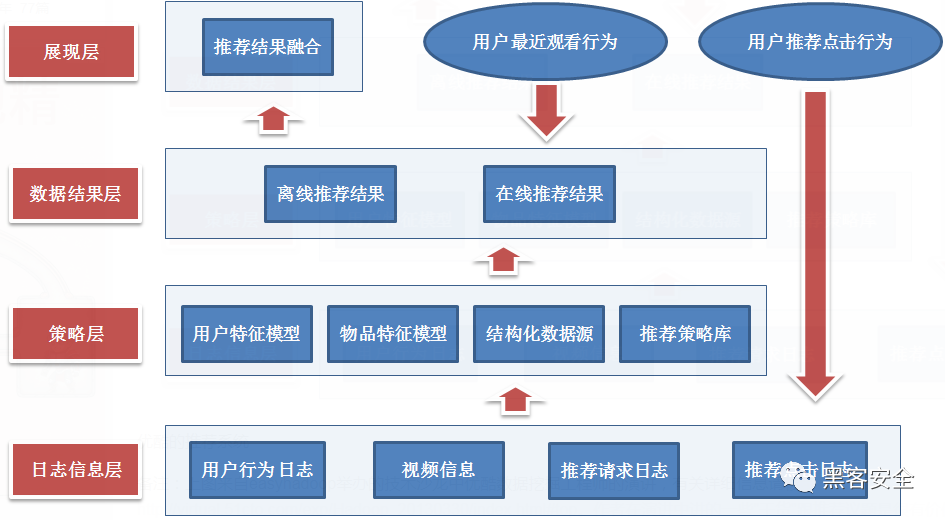 展现层
推荐结果融合
用户最近观看行为
用户推荐点击行为
数据结果层
离线推荐结果
在线推荐结果
策略层
用户特征模型
物品特征模型
结构化数据源
推荐策略库
日志信息层
用户行为 日志
视频信息
推荐请求日志
推荐点击日志
黑客安全